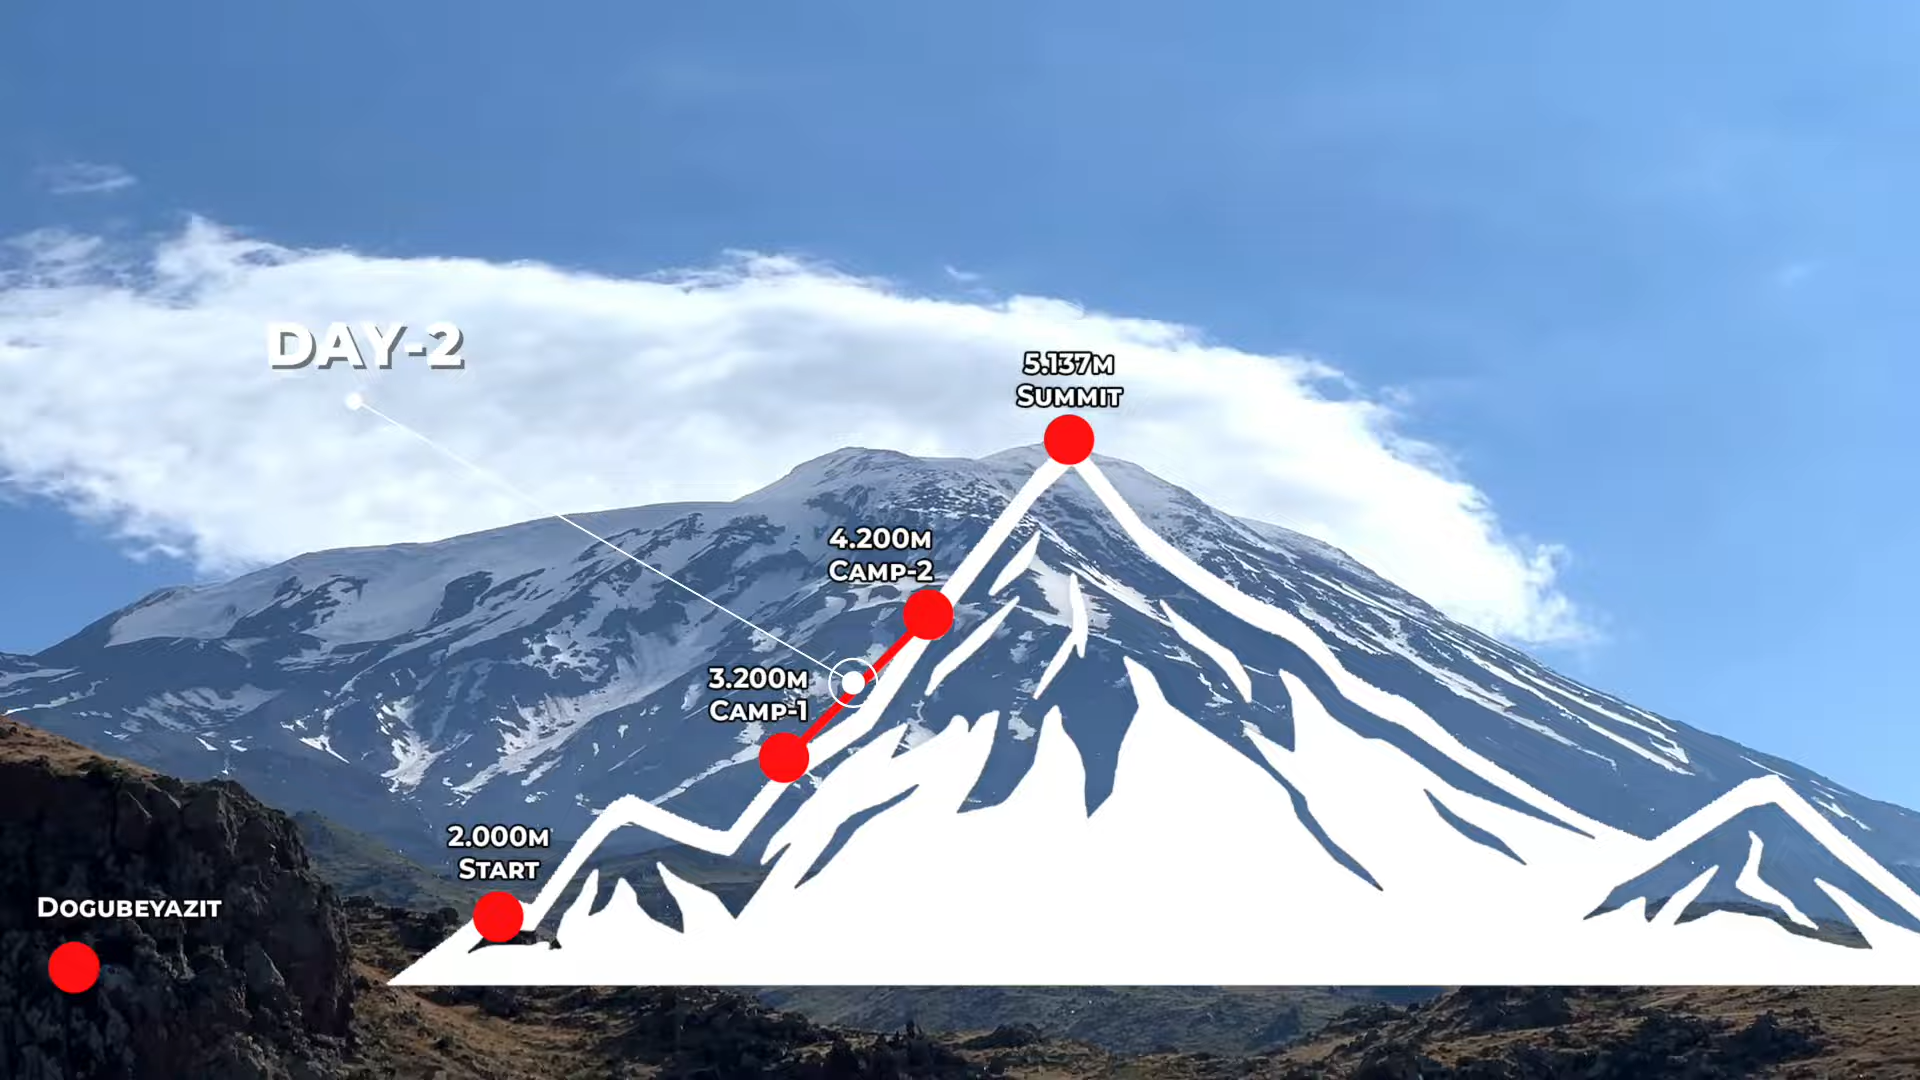 DAY-2
5.137M
SUMMIT
4.200M
CAMP-2
3.200M
CAMP-1
2.000M
START
DOGUBEYAZIT